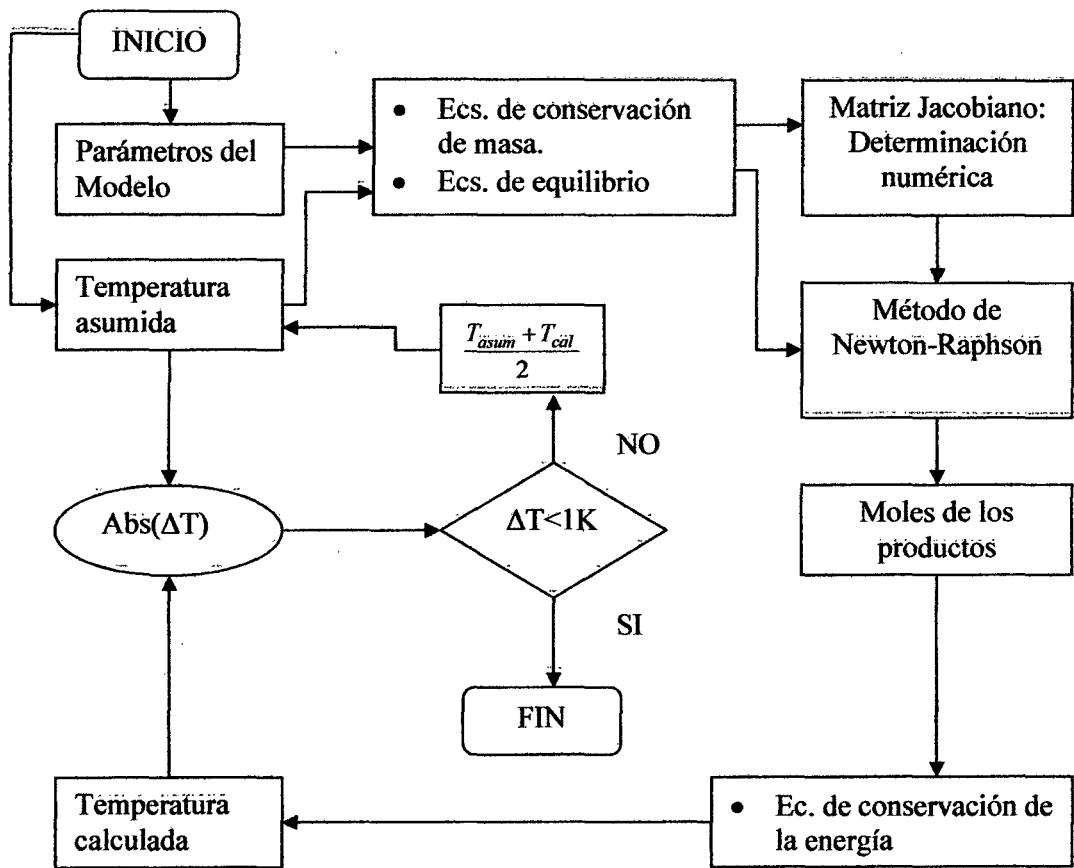 INICIO
Parámetros del
Modelo
• Ecs. de conservación
de masa.
• Ecs. de equilibrio
Matriz Jacobiano:
Determinación
numérica
Temperatura
asumida
T_asum + T_cal
2
Método de
Newton-Raphson
NO
Abs(ΔT)
ΔT<1K
Moles de los
productos
SI
FIN
Temperatura
calculada
• Ec. de conservación de
la energía